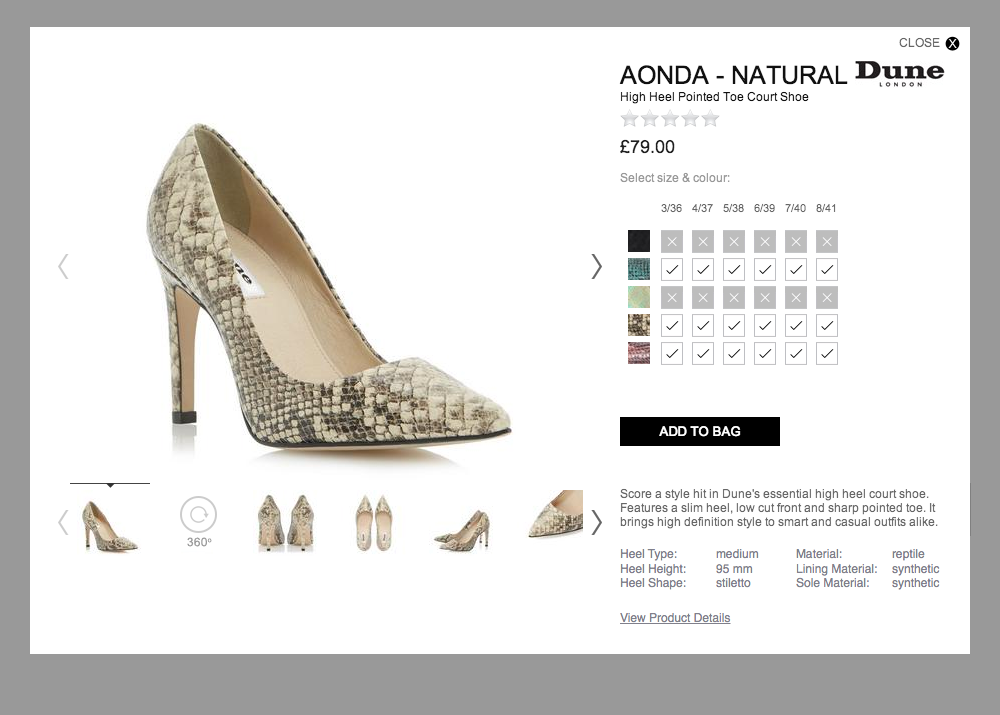 CLOSE X
AONDA - NATURAL Dune
LONDON
High Heel Pointed Toe Court Shoe
£79.00
Select size & colour:
3/36 4/37 5/38 6/39 7/40 8/41
ADD TO BAG
360º
Score a style hit in Dune's essential high heel court shoe.
Features a slim heel, low cut front and sharp pointed toe. It
brings high definition style to smart and casual outfits alike.
Heel Type: medium Material: reptile
Heel Height: 95 mm Lining Material: synthetic
Heel Shape: stiletto Sole Material: synthetic
View Product Details